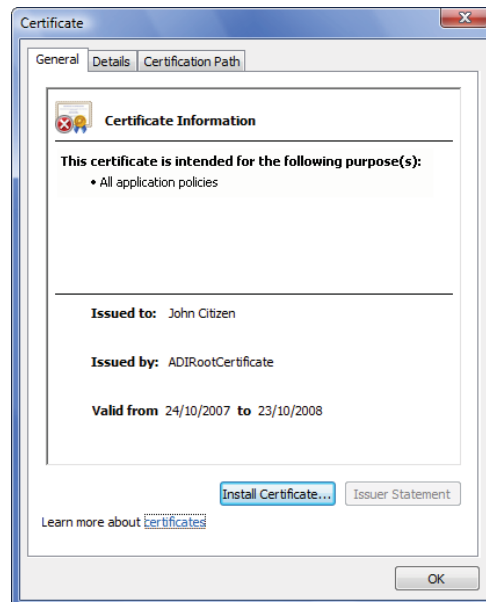 Certificate
General Details Certification Path
Certificate Information
This certificate is intended for the following purpose(s):
• All application policies
Issued to: John Citizen
Issued by: ADIRootCertificate
Valid from 24/10/2007 to 23/10/2008
Install Certificate... Issuer Statement
Learn more about certificates
OK